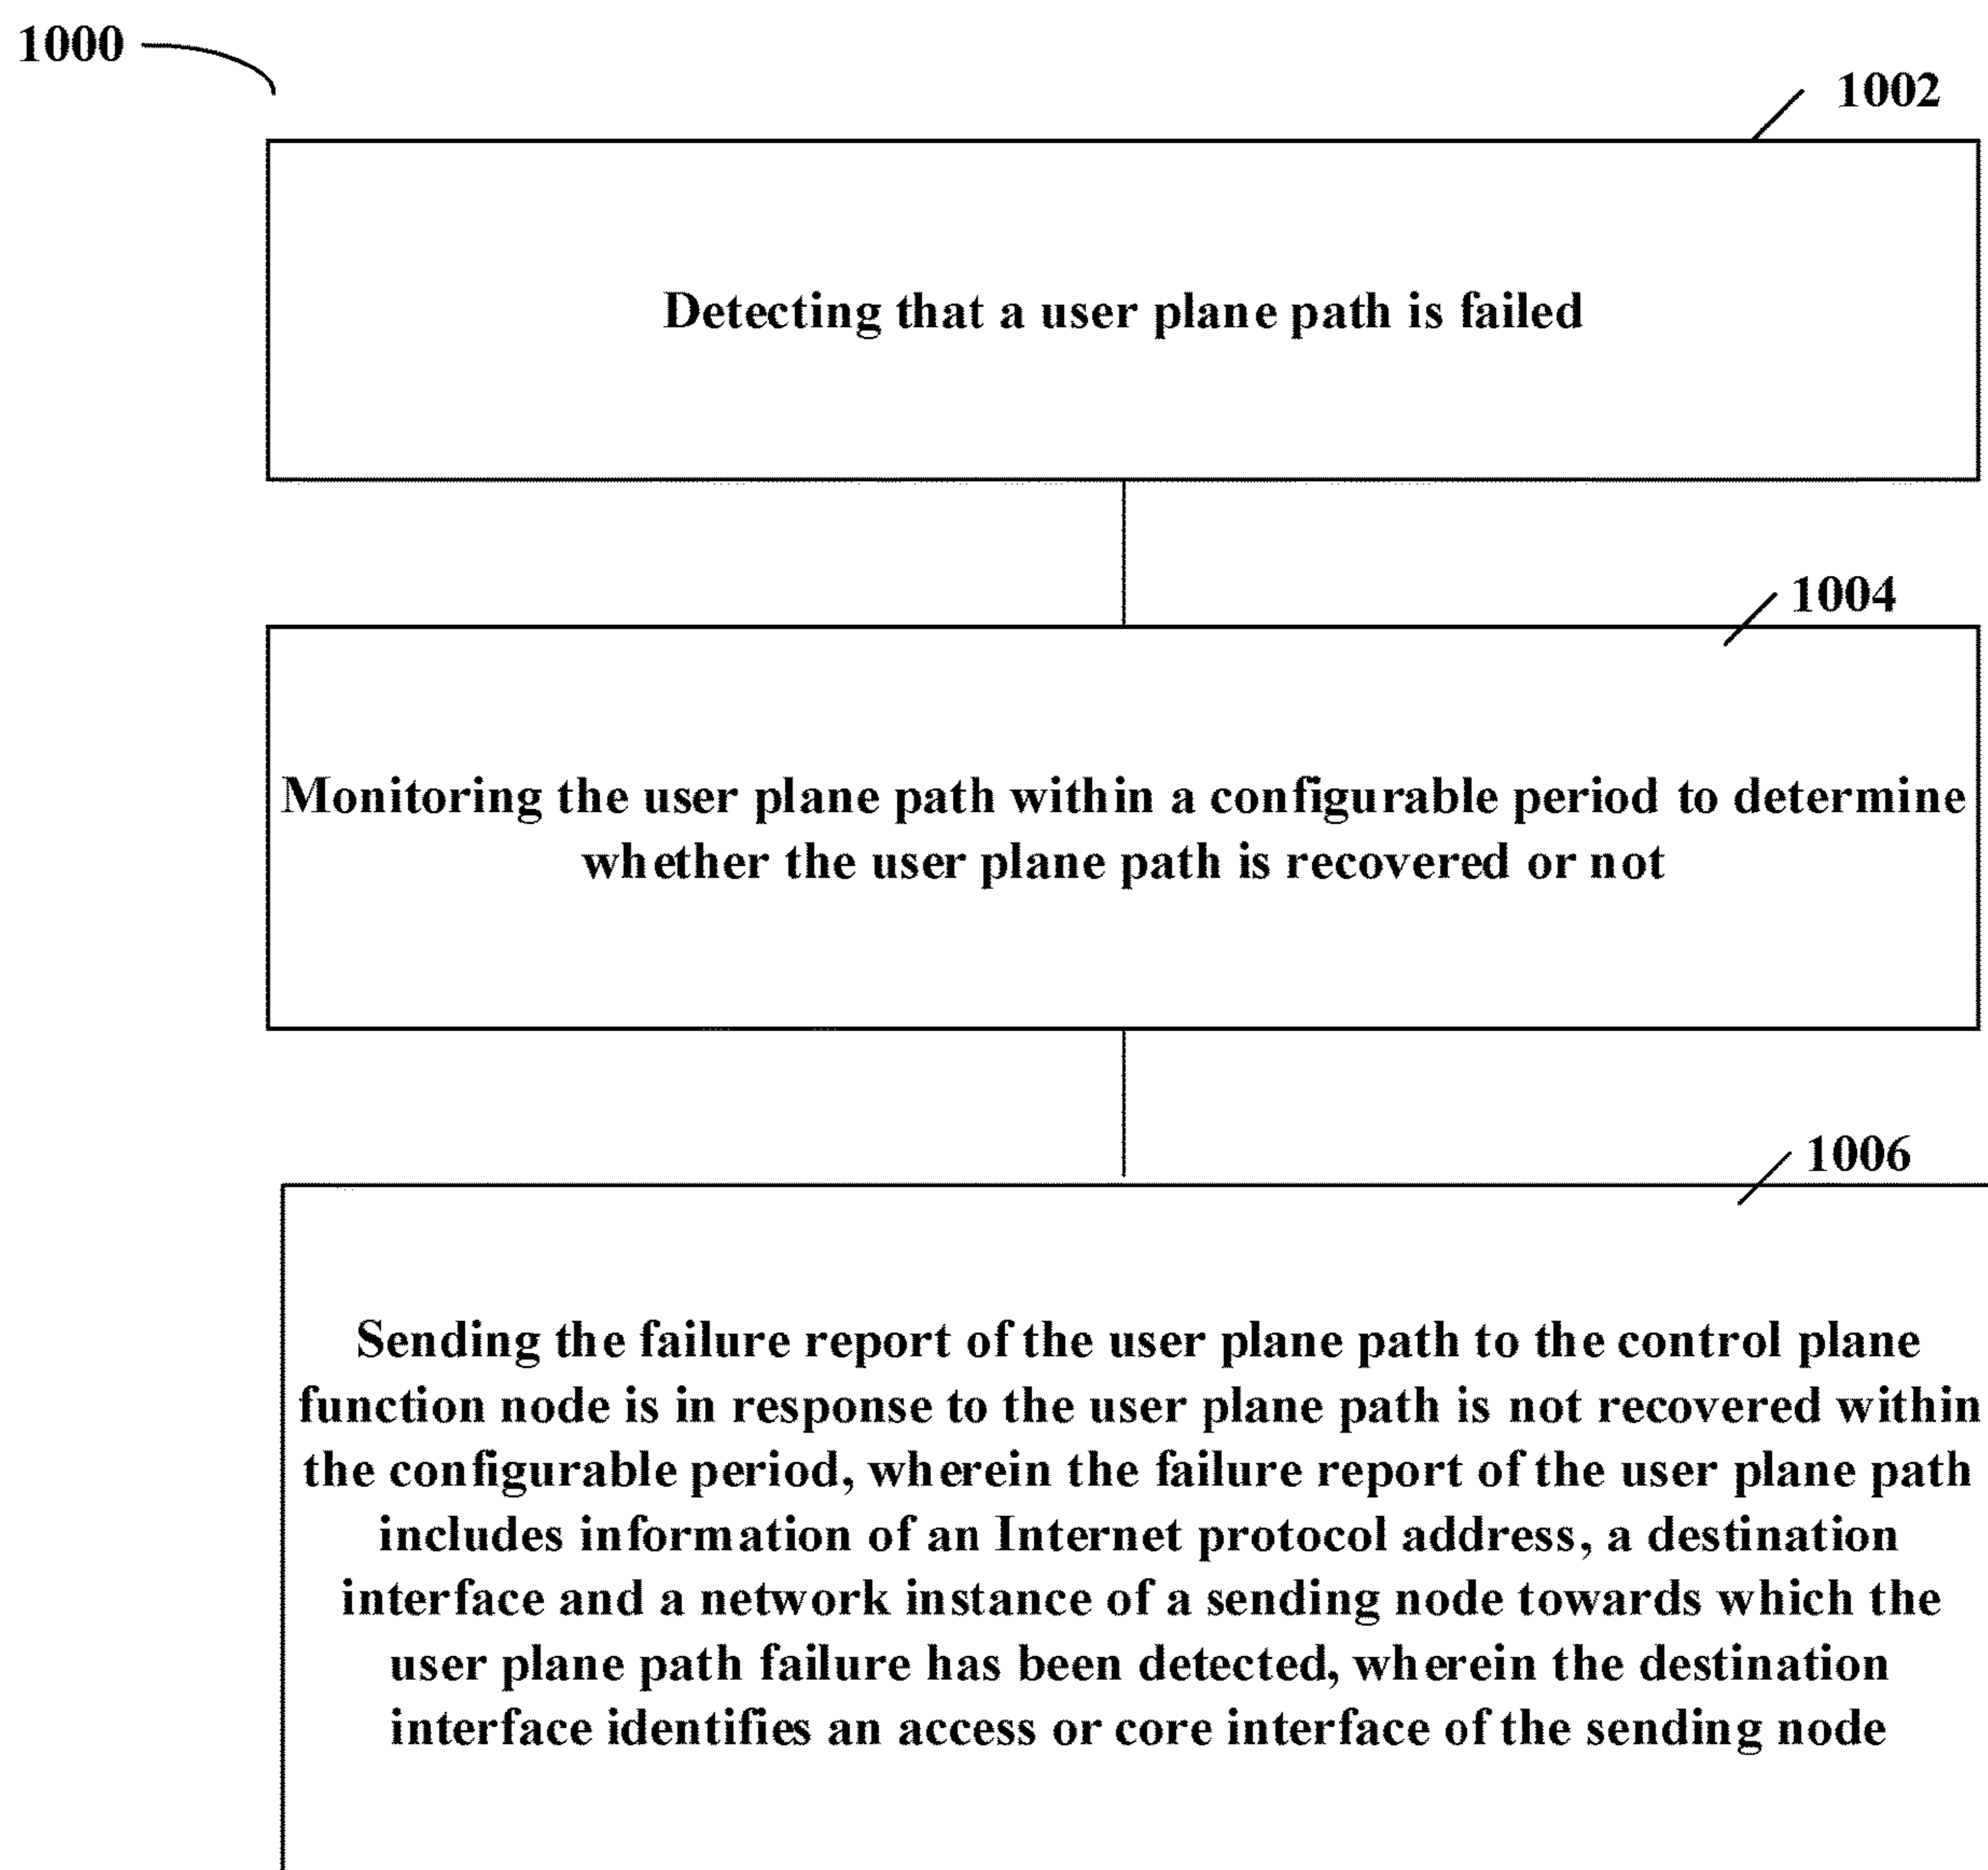 1000
1002
Detecting that a user plane path is failed
1004
Monitoring the user plane path within a configurable period to determine
whether the user plane path is recovered or not
1006
Sending the failure report of the user plane path to the control plane
function node is in response to the user plane path is not recovered within
the configurable period, wherein the failure report of the user plane path
includes information of an Internet protocol address, a destination
interface and a network instance of a sending node towards which the
user plane path failure has been detected, wherein the destination
interface identifies an access or core interface of the sending node